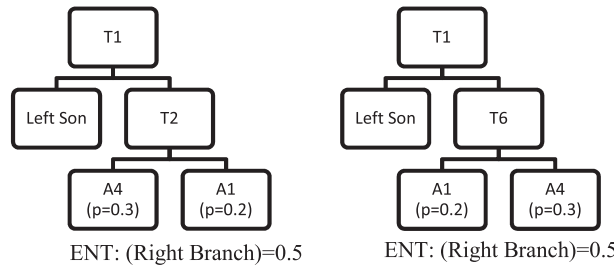 T1
Left Son
T2
A4
(p=0.3)
A1
(p=0.2)
ENT: (Right Branch)=0.5
T1
Left Son
T6
A1
(p=0.2)
A4
(p=0.3)
ENT: (Right Branch)=0.5